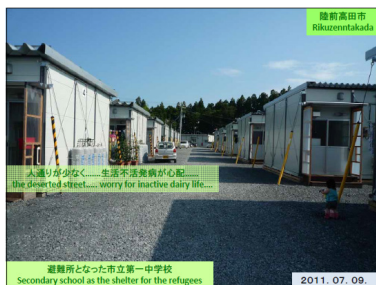 陸前高田市
Rikuzenntakada
人通りが少なく......生活不活発病が心配....
the deserted street..... worry for inactive dairy life....
避難所となった市立第一中学校
Secondary school as the shelter for the refugees
2011. 07. 09.